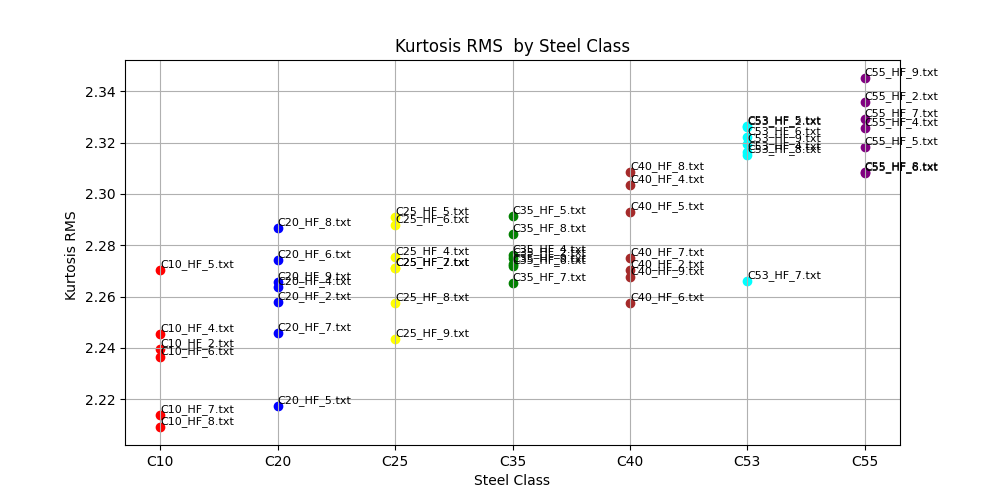 Kurtosis RMS by Steel Class
Kurtosis RMS
2.34
2.32
2.30
2.28
2.26
2.24
2.22
C10_HF_5.txt
C10_HF_4.txt
C10_HF_2.txt
C10_HF_6.txt
C10_HF_7.txt
C10_HF_8.txt
C20_HF_8.txt
C20_HF_6.txt
C20_HF_9.txt
C20_HF_4.txt
C20_HF_2.txt
C20_HF_7.txt
C20_HF_5.txt
C25_HF_5.txt
C25_HF_6.txt
C25_HF_4.txt
C25_HF_8.txt
C25_HF_9.txt
C35_HF_5.txt
C35_HF_8.txt
C35_HF_4.txt
C35_HF_7.txt
C40_HF_8.txt
C40_HF_4.txt
C40_HF_5.txt
C40_HF_7.txt
C40_HF_2.txt
C40_HF_9.txt
C40_HF_6.txt
C53_HF_6.txt
C53_HF_9.txt
C53_HF_4.txt
C53_HF_8.txt
C53_HF_7.txt
C55_HF_9.txt
C55_HF_2.txt
C55_HF_7.txt
C55_HF_4.txt
C55_HF_5.txt
C10 C20 C25 C35 C40 C53 C55
Steel Class